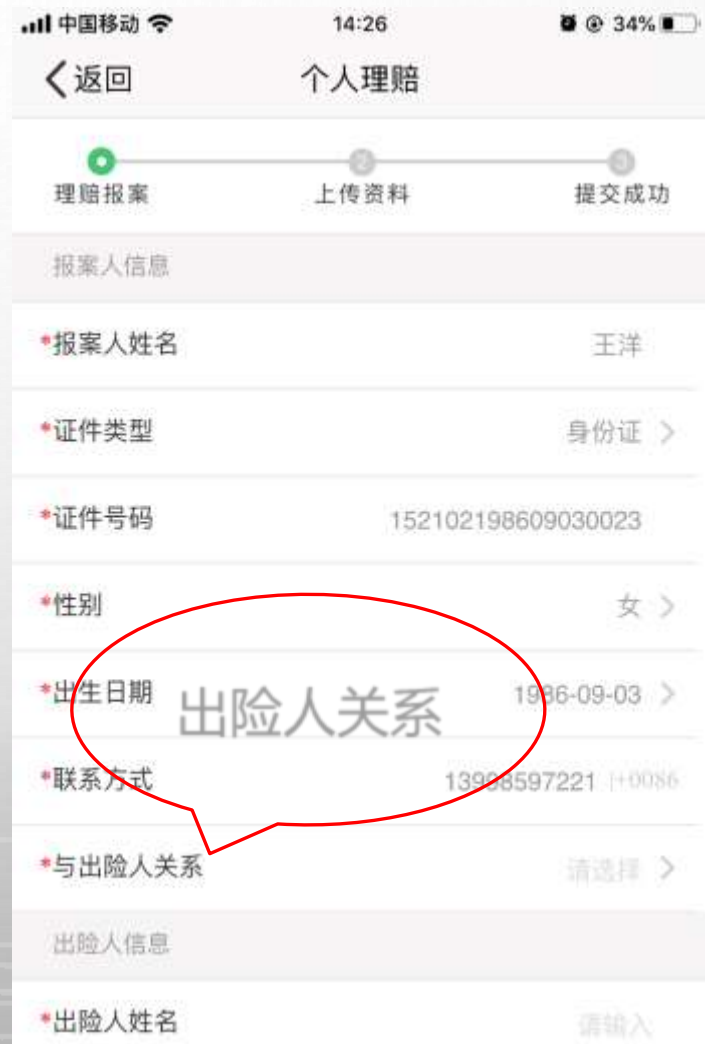 中国移动 14:26 34%
返回 个人理赔
2 3
理赔报案 上传资料 提交成功
报案人信息
*报案人姓名 王洋
*证件类型 身份证
*证件号码 152102198609030023
*性别 女
*出生日期 1986-09-03
出险人关系
*联系方式 13998597221 +0086
*与出险人关系 请选择
出险人信息
*出险人姓名 请输入